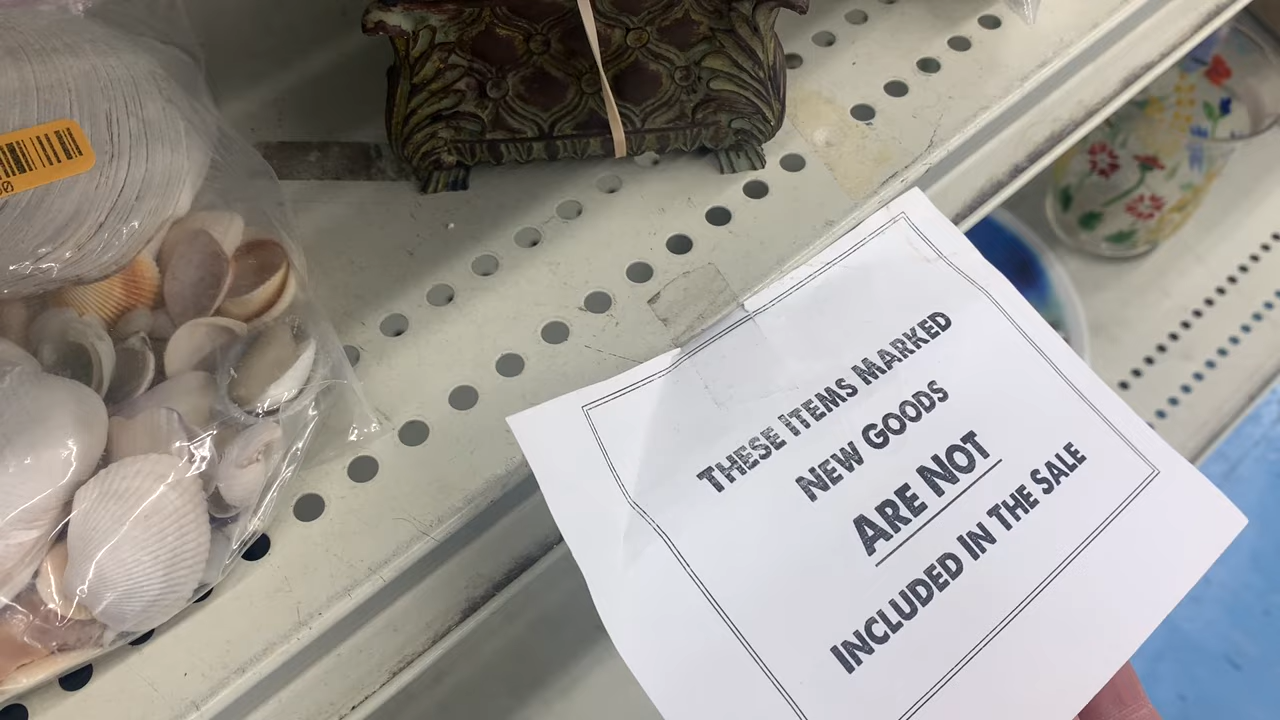 THESE ITEMS MARKED
NEW GOODS
ARE NOT
INCLUDED IN THE SALE